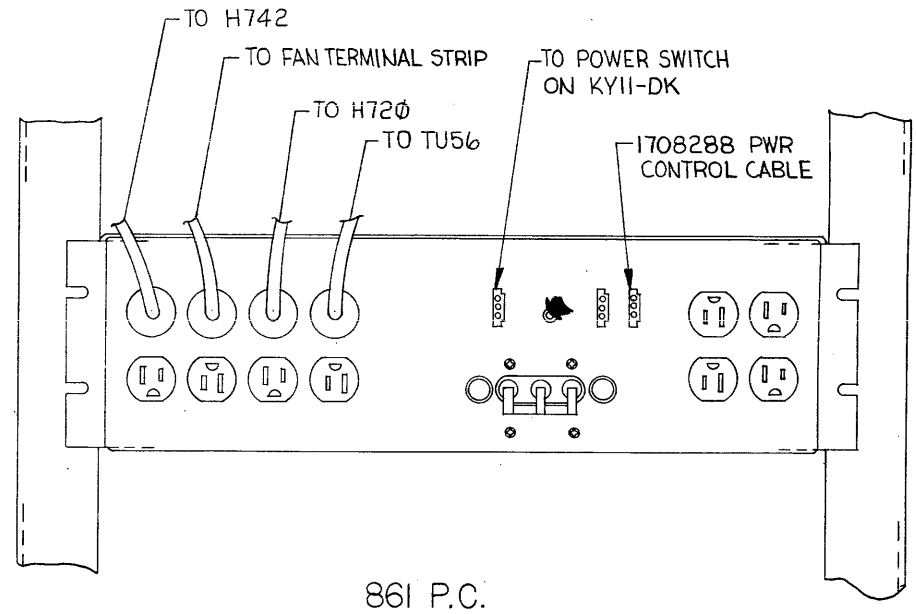 TO H742
TO FAN TERMINAL STRIP
TO H72Ø
TO TU56
TO POWER SWITCH
ON KY11-DK
1708288 PWR
CONTROL CABLE
861 P.C.